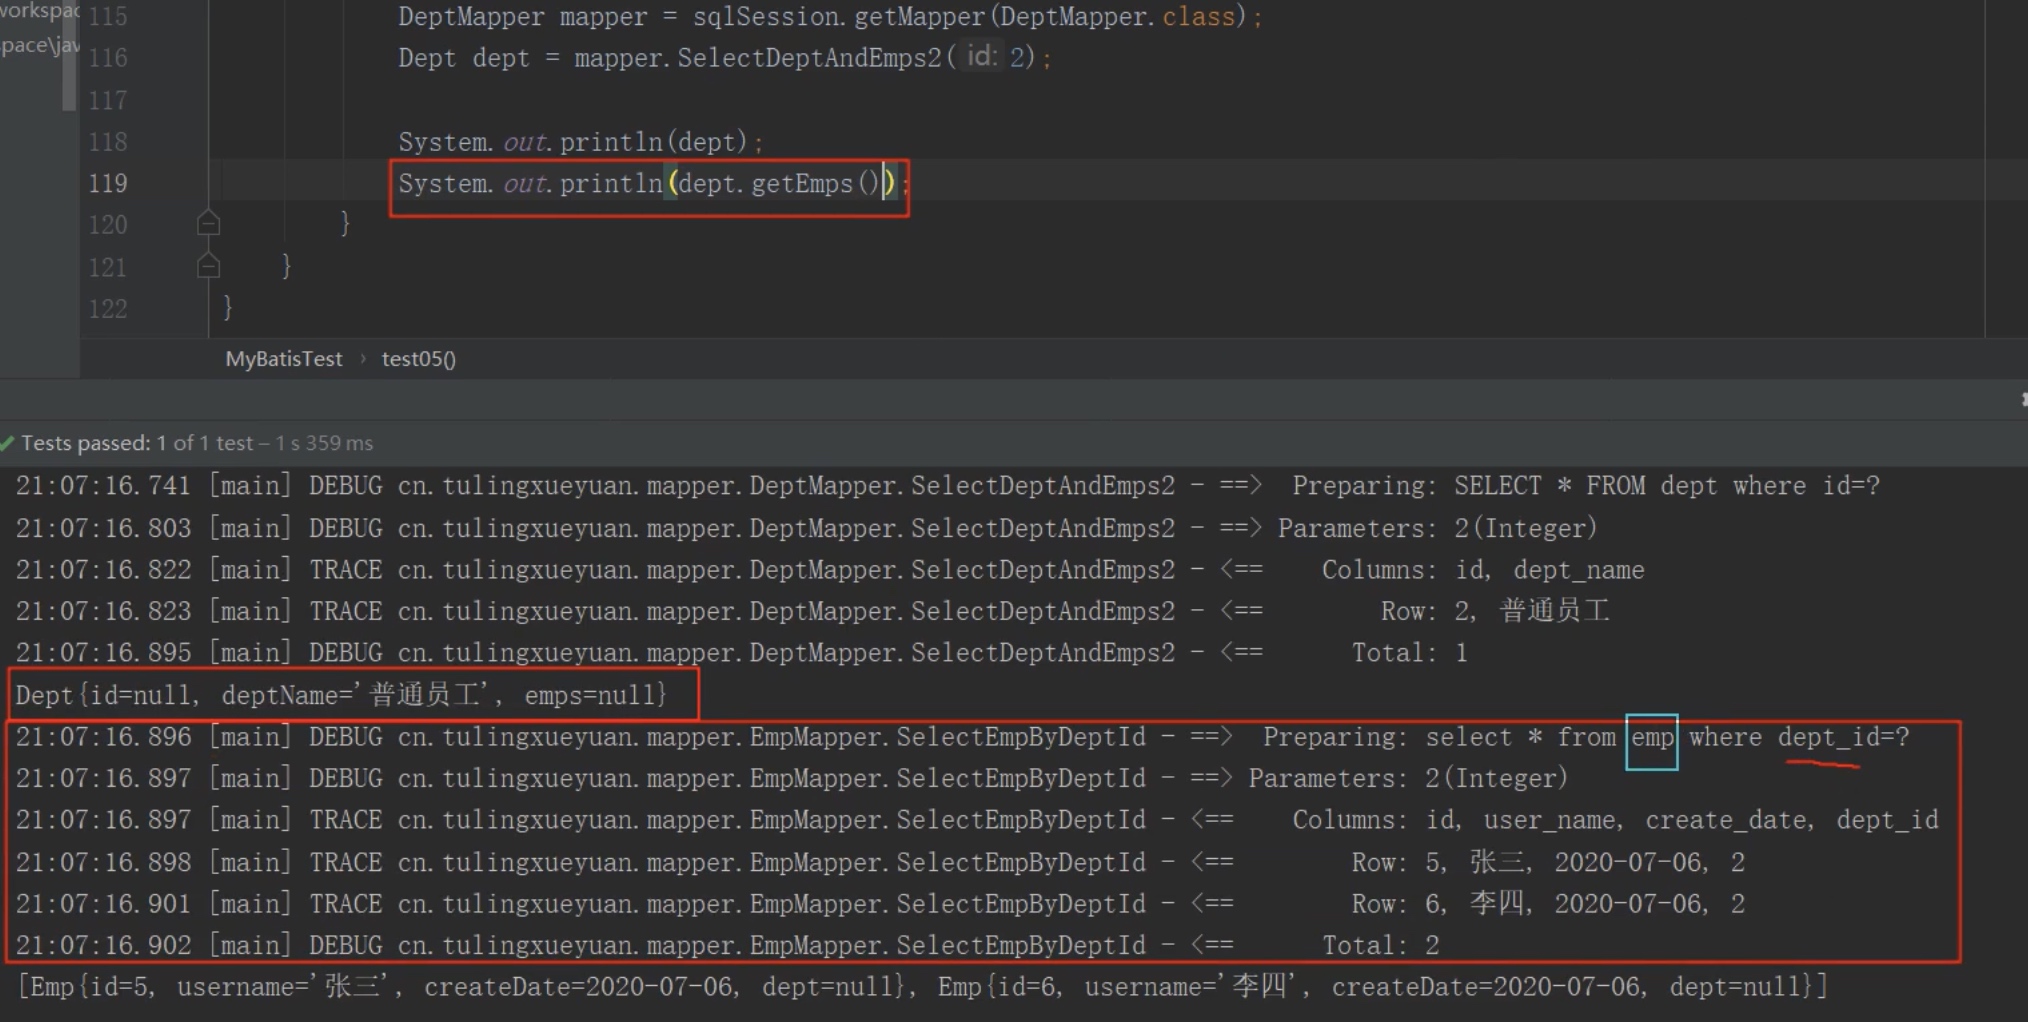 workspac
space\jav
115 DeptMapper mapper = sqlSession.getMapper(DeptMapper.class);
116 Dept dept = mapper.SelectDeptAndEmps2( id: 2);
117
118 System.out.println(dept);
119 System.out.println(dept.getEmps());
120 }
121 }
122 }
MyBatisTest › test05()
Tests passed: 1 of 1 test – 1 s 359 ms
21:07:16.741 [main] DEBUG cn.tulingxueyuan.mapper.DeptMapper.SelectDeptAndEmps2 - ==> Preparing: SELECT * FROM dept where id=?
21:07:16.803 [main] DEBUG cn.tulingxueyuan.mapper.DeptMapper.SelectDeptAndEmps2 - ==> Parameters: 2(Integer)
21:07:16.822 [main] TRACE cn.tulingxueyuan.mapper.DeptMapper.SelectDeptAndEmps2 - <== Columns: id, dept_name
21:07:16.823 [main] TRACE cn.tulingxueyuan.mapper.DeptMapper.SelectDeptAndEmps2 - <== Row: 2, 普通员工
21:07:16.895 [main] DEBUG cn.tulingxueyuan.mapper.DeptMapper.SelectDeptAndEmps2 - <== Total: 1
Dept{id=null, deptName='普通员工', emps=null}
21:07:16.896 [main] DEBUG cn.tulingxueyuan.mapper.EmpMapper.SelectEmpByDeptId - ==> Preparing: select * from emp where dept_id=?
21:07:16.897 [main] DEBUG cn.tulingxueyuan.mapper.EmpMapper.SelectEmpByDeptId - ==> Parameters: 2(Integer)
21:07:16.897 [main] TRACE cn.tulingxueyuan.mapper.EmpMapper.SelectEmpByDeptId - <== Columns: id, user_name, create_date, dept_id
21:07:16.898 [main] TRACE cn.tulingxueyuan.mapper.EmpMapper.SelectEmpByDeptId - <== Row: 5, 张三, 2020-07-06, 2
21:07:16.901 [main] TRACE cn.tulingxueyuan.mapper.EmpMapper.SelectEmpByDeptId - <== Row: 6, 李四, 2020-07-06, 2
21:07:16.902 [main] DEBUG cn.tulingxueyuan.mapper.EmpMapper.SelectEmpByDeptId - <== Total: 2
[Emp{id=5, username='张三', createDate=2020-07-06, dept=null}, Emp{id=6, username='李四', createDate=2020-07-06, dept=null}]